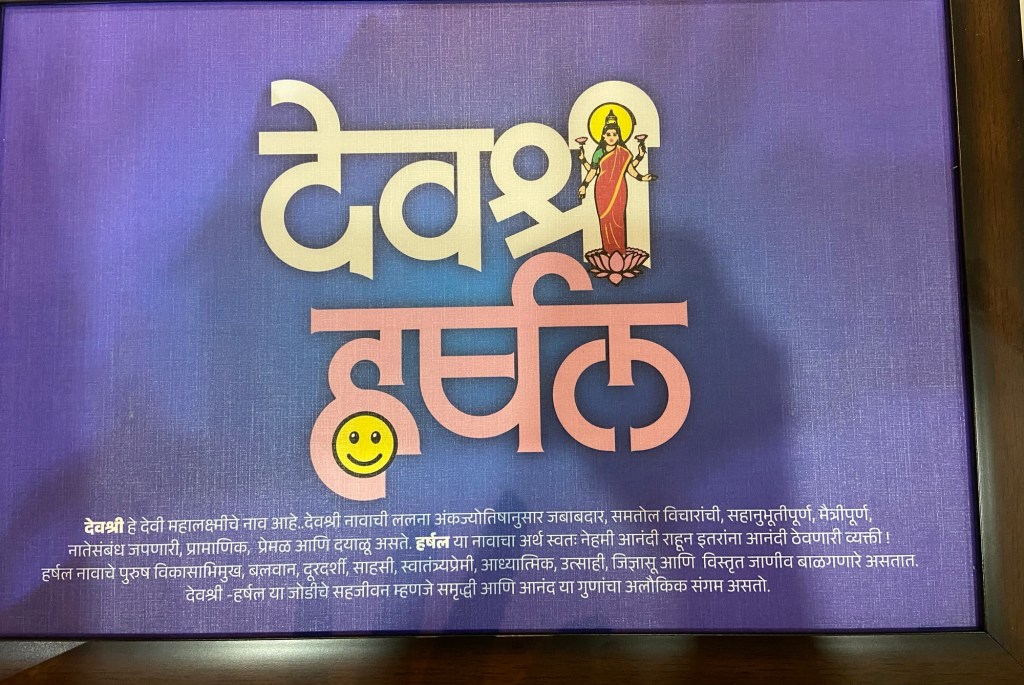 देवश्री
हर्षल
देवश्री हे देवी महालक्ष्मीचे नाव आहे..देवश्री नावाची ललना अंकज्योतिषानुसार जबाबदार, समतोल विचारांची, सहानुभूतीपूर्ण, मैत्रीपूर्ण,
नातेसंबंध जपणारी, प्रामाणिक, प्रेमळ आणि दयाळू असते. हर्षल या नावाचा अर्थ स्वतः नेहमी आनंदी राहून इतरांना आनंदी ठेवणारी व्यक्ती !
हर्षल नावाचे पुरुष विकासाभिमुख, बलवान, दूरदर्शी, साहसी, स्वातंत्र्यप्रेमी, आध्यात्मिक, उत्साही, जिज्ञासू आणि विस्तृत जाणीव बाळगणारे असतात.
देवश्री -हर्षल या जोडीचे सहजीवन म्हणजे समृद्धी आणि आनंद या गुणांचा अलौकिक संगम असतो.